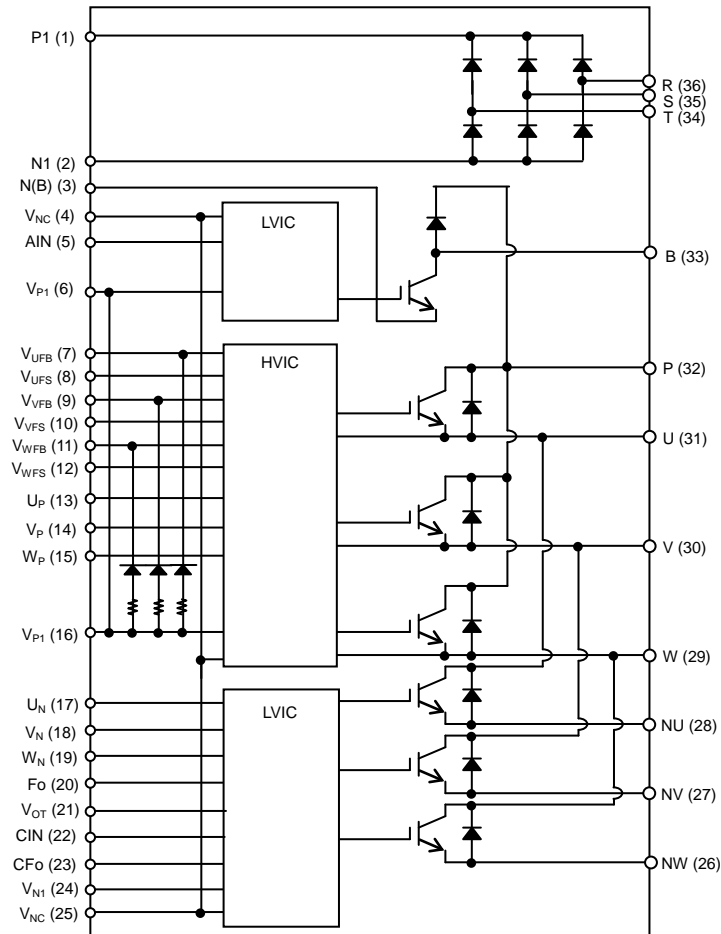 P1 (1)
N1 (2)
N(B) (3)
VNC (4)
AIN (5)
VP1 (6)
VUFB (7)
VUFS (8)
VVFB (9)
VVFS (10)
VWFB (11)
VWFS (12)
UP (13)
VP (14)
WP (15)
VP1 (16)
UN (17)
VN (18)
WN (19)
Fo (20)
VOT (21)
CIN (22)
CFo (23)
VN1 (24)
VNC (25)
LVIC
HVIC
LVIC
R (36)
S (35)
T (34)
B (33)
P (32)
U (31)
V (30)
W (29)
NU (28)
NV (27)
NW (26)